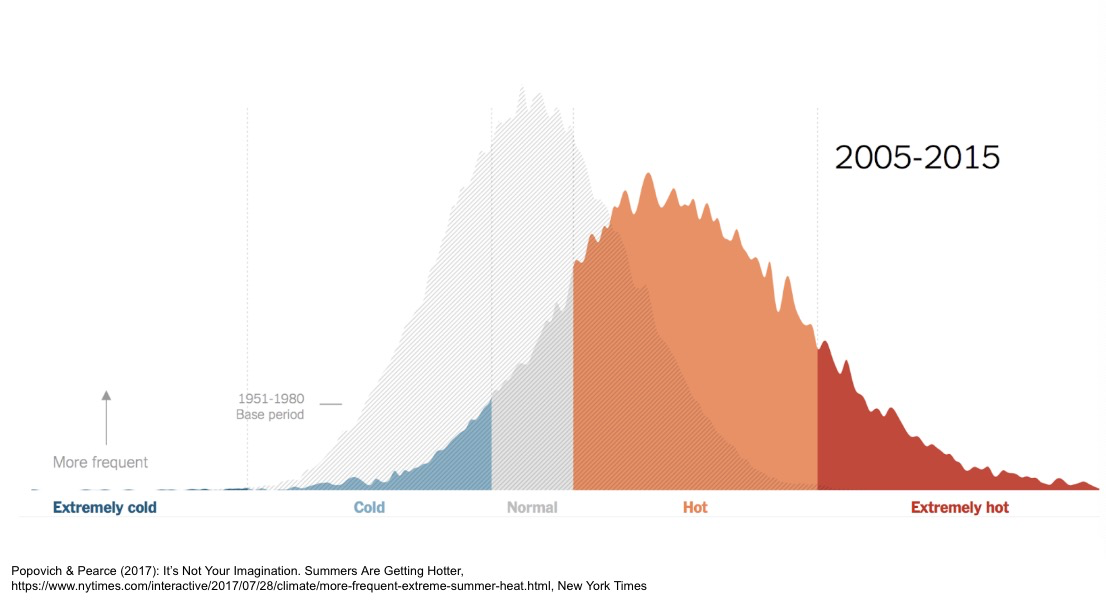 2005-2015
1951-1980
Base period
More frequent
Extremely cold
Cold
Normal
Hot
Extremely hot
Popovich & Pearce (2017): It’s Not Your Imagination. Summers Are Getting Hotter,
https://www.nytimes.com/interactive/2017/07/28/climate/more-frequent-extreme-summer-heat.html, New York Times